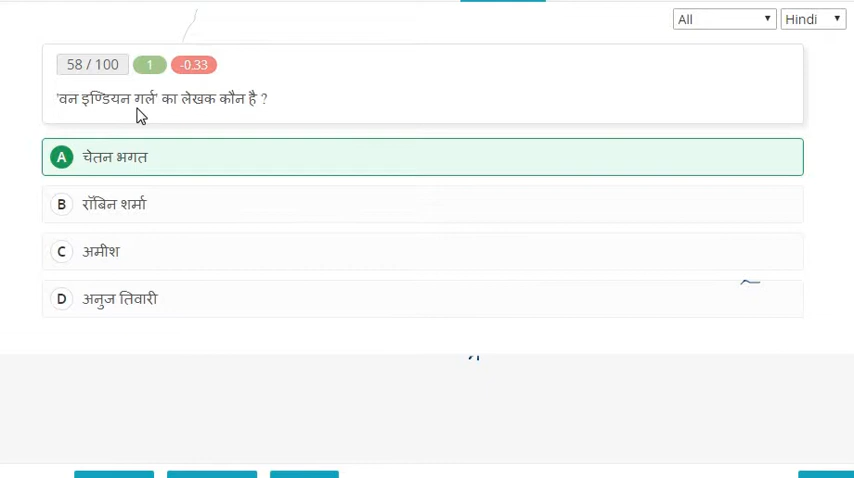 All
Hindi
58 / 100
1
-0.33
'वन इण्डियन गर्ल' का लेखक कौन है ?
A चेतन भगत
B रॉबिन शर्मा
C अमीश
D अनुज तिवारी